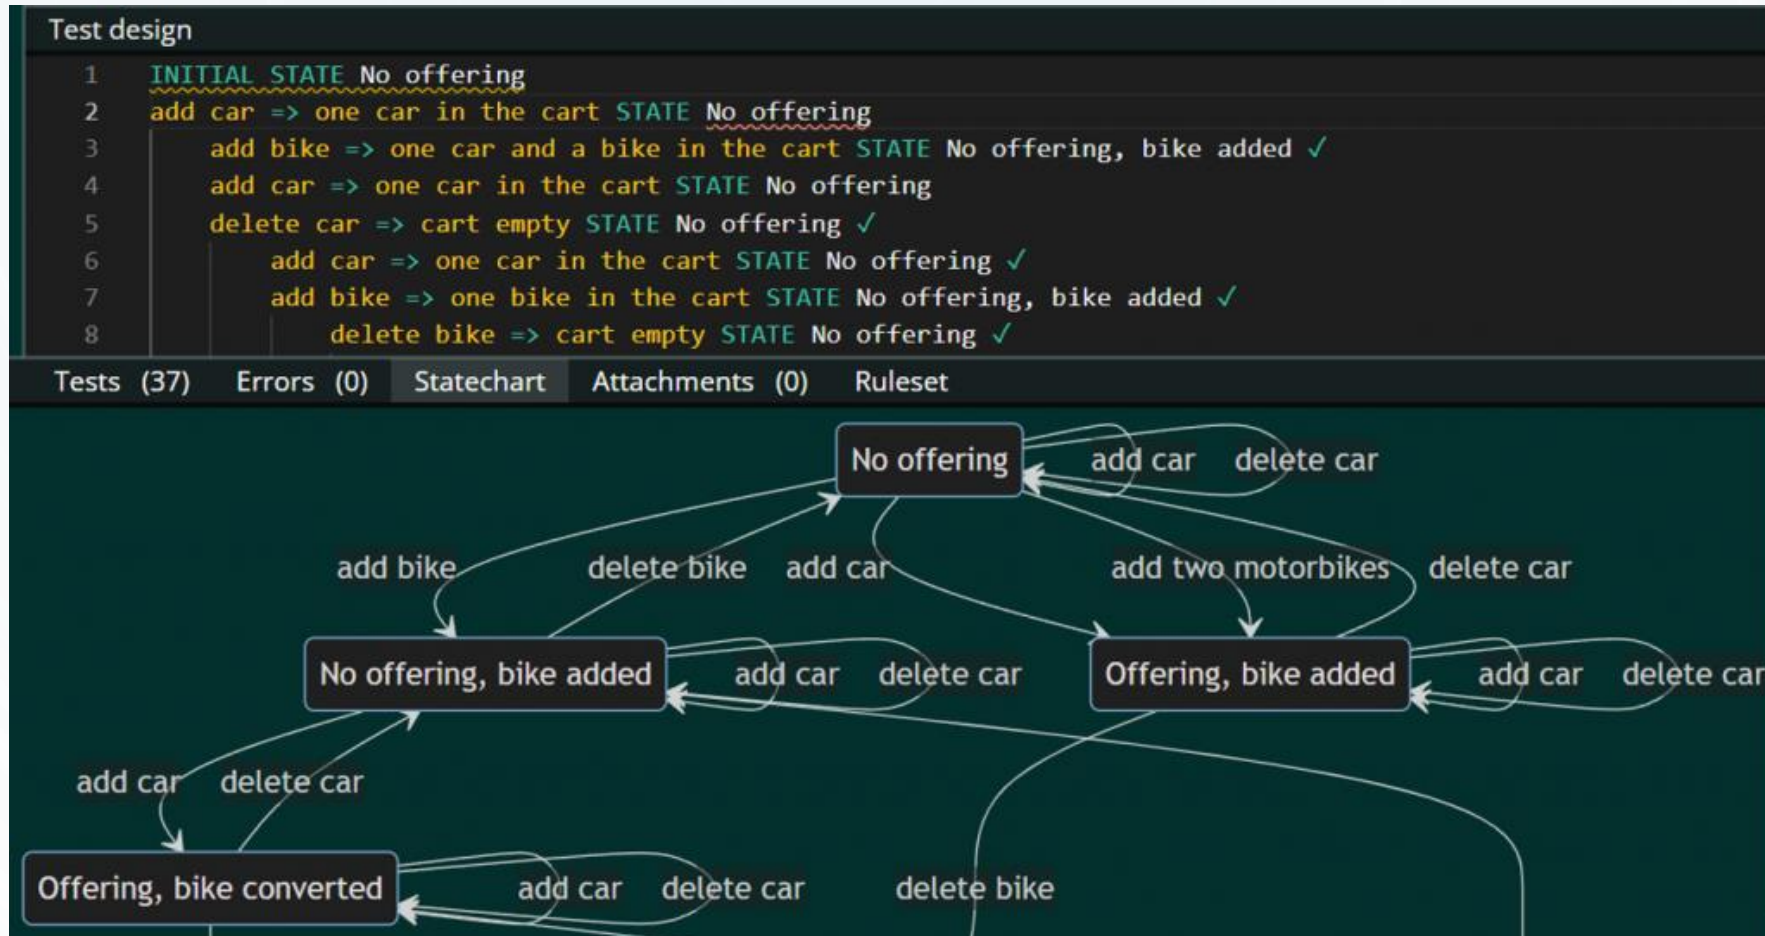 Test design
1 INITIAL STATE No offering
2 add car => one car in the cart STATE No offering
3 add bike => one car and a bike in the cart STATE No offering, bike added ✓
4 add car => one car in the cart STATE No offering
5 delete car => cart empty STATE No offering ✓
6 add car => one car in the cart STATE No offering ✓
7 add bike => one bike in the cart STATE No offering, bike added ✓
8 delete bike => cart empty STATE No offering ✓
Tests (37) Errors (0) Statechart Attachments (0) Ruleset
No offering add car delete car
add bike delete bike add car add two motorbikes delete car
No offering, bike added add car delete car Offering, bike added add car delete car
add car delete car
Offering, bike converted add car delete car delete bike